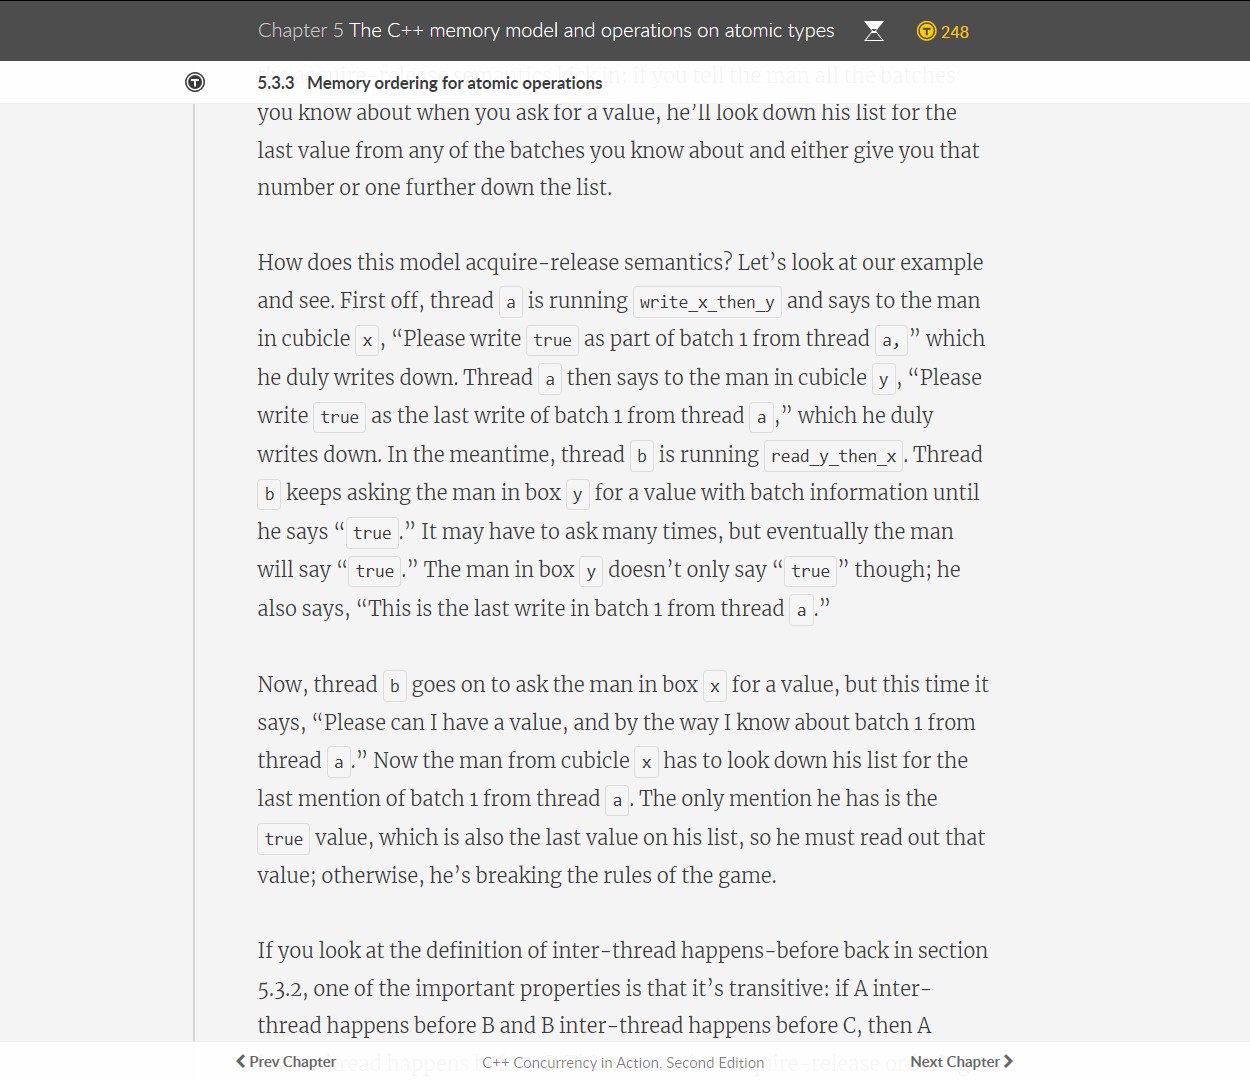 Chapter 5 The C++ memory model and operations on atomic types
248
the acquire-release semantics kick in: if you tell the man all the batches
5.3.3 Memory ordering for atomic operations
you know about when you ask for a value, he’ll look down his list for the
last value from any of the batches you know about and either give you that
number or one further down the list.
How does this model acquire-release semantics? Let’s look at our example
and see. First off, thread a is running write_x_then_y and says to the man
in cubicle x, “Please write true as part of batch 1 from thread a,” which
he duly writes down. Thread a then says to the man in cubicle y, “Please
write true as the last write of batch 1 from thread a,” which he duly
writes down. In the meantime, thread b is running read_y_then_x. Thread
b keeps asking the man in box y for a value with batch information until
he says “true.” It may have to ask many times, but eventually the man
will say “true.” The man in box y doesn’t only say “true” though; he
also says, “This is the last write in batch 1 from thread a.”
Now, thread b goes on to ask the man in box x for a value, but this time it
says, “Please can I have a value, and by the way I know about batch 1 from
thread a.” Now the man from cubicle x has to look down his list for the
last mention of batch 1 from thread a. The only mention he has is the
true value, which is also the last value on his list, so he must read out that
value; otherwise, he’s breaking the rules of the game.
If you look at the definition of inter-thread happens-before back in section
5.3.2, one of the important properties is that it’s transitive: if A inter-
thread happens before B and B inter-thread happens before C, then A
Prev Chapter
C++ Concurrency in Action, Second Edition
Next Chapter